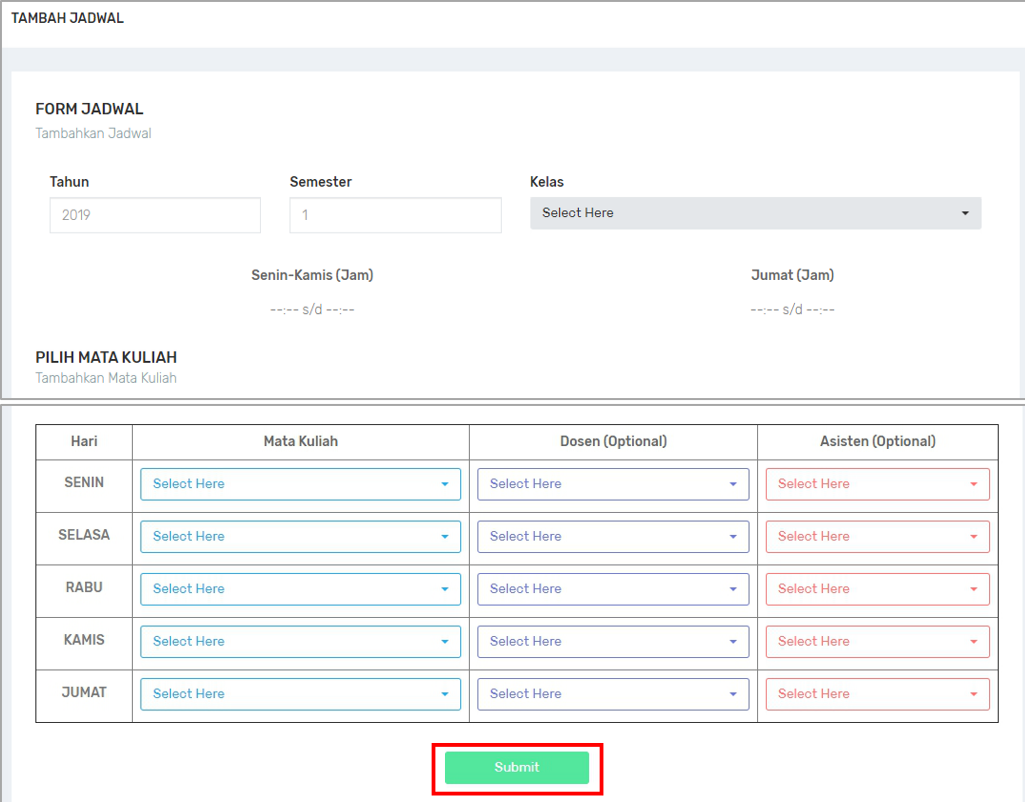 TAMBAH JADWAL
FORM JADWAL
Tambahkan Jadwal
Tahun Semester Kelas
2019 1 Select Here
Senin-Kamis (Jam) Jumat (Jam)
--:-- s/d --:-- --:-- s/d --:--
PILIH MATA KULIAH
Tambahkan Mata Kuliah
Hari Mata Kuliah Dosen (Optional) Asisten (Optional)
SENIN Select Here Select Here Select Here
SELASA Select Here Select Here Select Here
RABU Select Here Select Here Select Here
KAMIS Select Here Select Here Select Here
JUMAT Select Here Select Here Select Here
Submit